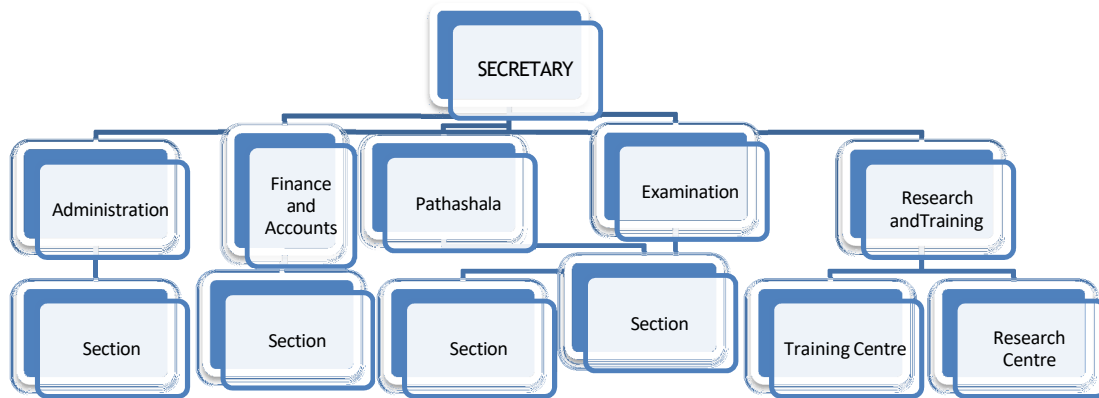 SECRETARY
Administration
Finance
and
Accounts
Pathashala
Examination
Research
andTraining
Section
Section
Section
Section
Training Centre
Research
Centre